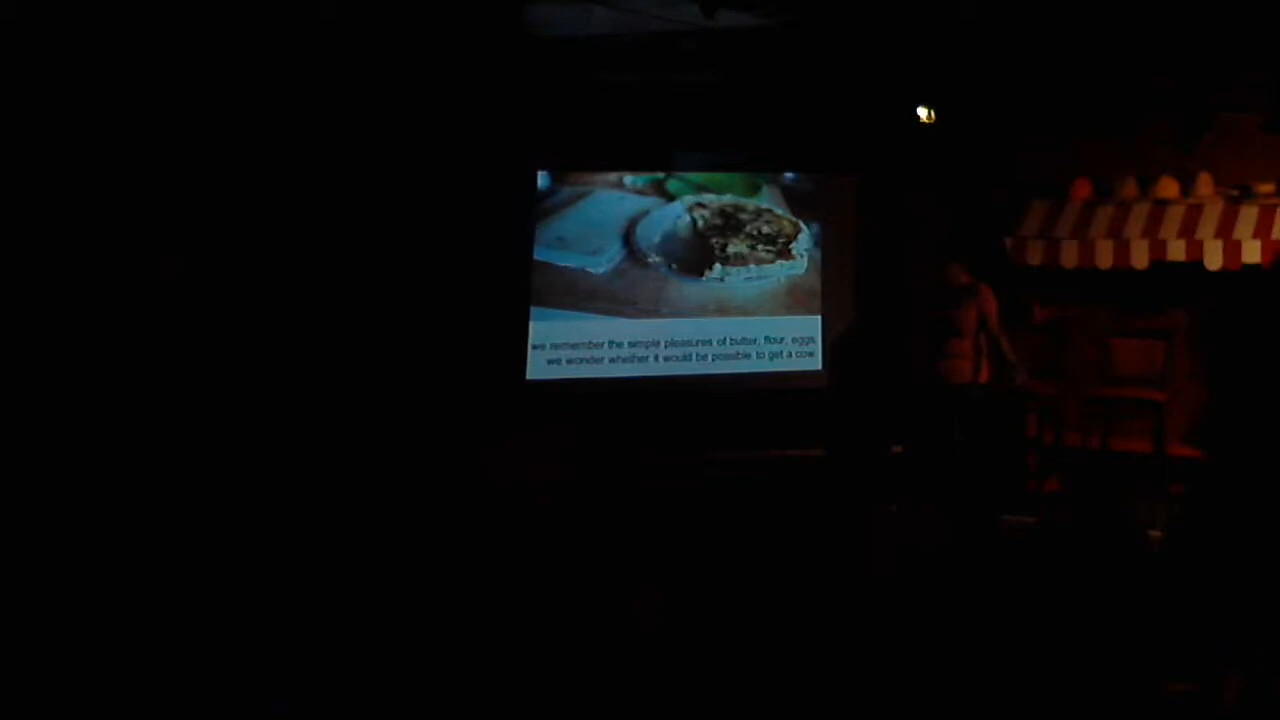 we remember the simple pleasures of butter, flour, eggs
we wonder whether it would be possible to get a cow